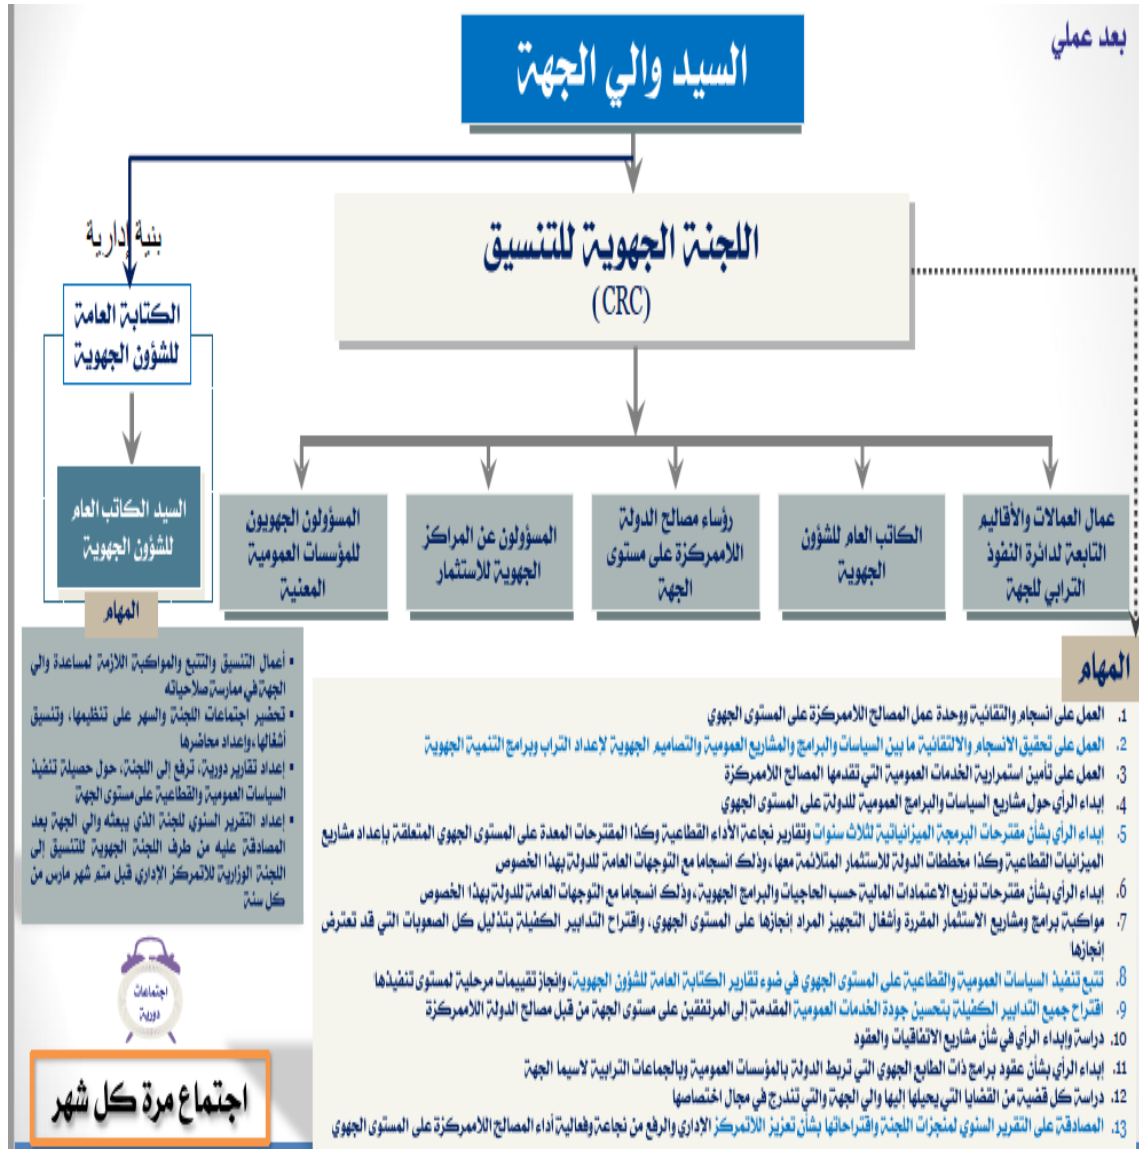 بعد عملي
السيد والي الجهة
اللجنة الجهوية للتنسيق
(CRC)
بنية إدارية
الكتابة العامة
للشؤون الجهوية
السيد الكاتب العام
للشؤون الجهوية
عمال العمالات والأقاليم
التابعة لدائرة النفوذ
الترابي للجهة
الكاتب العام للشؤون
الجهوية
رؤساء مصالح الدولة
اللاممركزة على مستوى
الجهة
المسؤولون عن المراكز
الجهوية للاستثمار
المسؤولون الجهويون
للمؤسسات العمومية
المعنية
المهام
▪ أعمال التنسيق والتتبع والمواكبة اللازمة لمساعدة والي
الجهة في ممارسة صلاحياته
▪ تحضير اجتماعات اللجنة والسهر على تنظيمها، وتنسيق
أشغالها، وإعداد محاضرها
▪ إعداد تقارير دورية، ترفع إلى اللجنة، حول حصيلة تنفيذ
السياسات العمومية والقطاعية على مستوى الجهة
▪ إعداد التقرير السنوي للجنة الذي يبعثه والي الجهة بعد
المصادقة عليه من طرف اللجنة الجهوية للتنسيق إلى
اللجنة الوزارية للاتمركز الإداري قبل متم شهر مارس من
كل سنة
اجتماعات
دورية
اجتماع مرة كل شهر
المهام
1. العمل على انسجام والتقائية ووحدة عمل المصالح اللاممركزة على المستوى الجهوي
2. العمل على تحقيق الانسجام والالتقائية ما بين السياسات والبرامج والمشاريع العمومية والتصاميم الجهوية لإعداد التراب وبرامج التنمية الجهوية
3. العمل على تأمين استمرارية الخدمات العمومية التي تقدمها المصالح اللاممركزة
4. إبداء الرأي حول مشاريع السياسات والبرامج العمومية للدولة على المستوى الجهوي
5. إبداء الرأي بشأن مقترحات البرمجة الميزانياتية لثلاث سنوات وتقارير نجاعة الأداء القطاعية وكذا المقترحات المعدة على المستوى الجهوي المتعلقة بإعداد مشاريع
الميزانيات القطاعية وكذا مخططات الدولة للاستثمار المتلائمة معها، وذلك انسجاما مع التوجهات العامة للدولة بهذا الخصوص
6. إبداء الرأي بشأن مقترحات توزيع الاعتمادات المالية حسب الحاجيات والبرامج الجهوية، وذلك انسجاما مع التوجهات العامة للدولة بهذا الخصوص
7. مواكبة برامج ومشاريع الاستثمار المقررة وأشغال التجهيز المراد إنجازها على المستوى الجهوي، واقتراح التدابير الكفيلة بتذليل كل الصعوبات التي قد تعترض
إنجازها
8. تتبع تنفيذ السياسات العمومية والقطاعية على المستوى الجهوي في ضوء تقارير الكتابة العامة للشؤون الجهوية، وإنجاز تقييمات مرحلية لمستوى تنفيذها
9. اقتراح جميع التدابير الكفيلة بتحسين جودة الخدمات العمومية المقدمة إلى المرتفقين على مستوى الجهة من قبل مصالح الدولة اللاممركزة
10. دراسة وإبداء الرأي في شأن مشاريع الاتفاقيات والعقود
11. إبداء الرأي بشأن عقود برامج ذات الطابع الجهوي التي تربط الدولة بالمؤسسات العمومية وبالجماعات الترابية لاسيما الجهة
12. دراسة كل قضية من القضايا التي يحيلها إليها والي الجهة والتي تندرج في مجال اختصاصها
13. المصادقة على التقرير السنوي لمنجزات اللجنة واقتراحاتها بشأن تعزيز اللاتمركز الإداري والرفع من نجاعة وفعالية أداء المصالح اللاممركزة على المستوى الجهوي